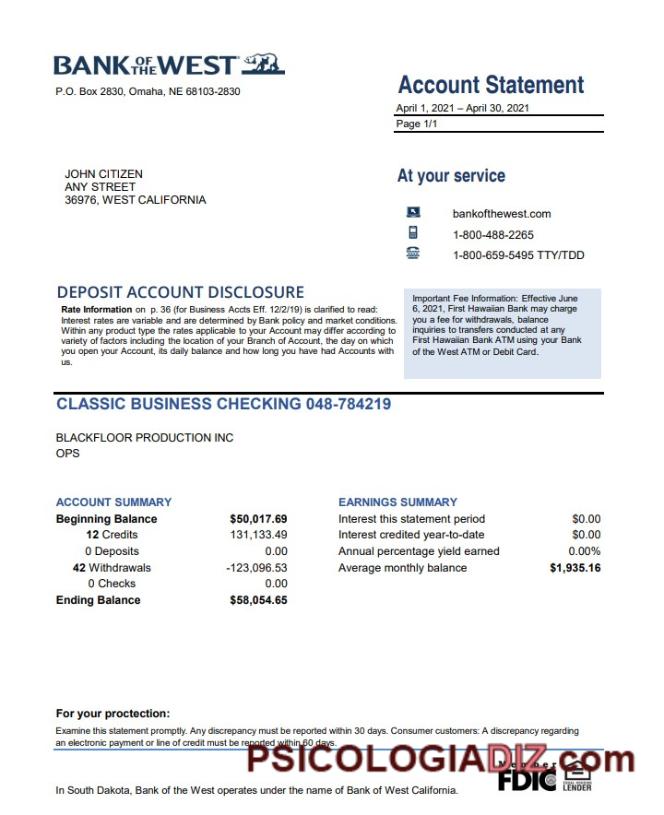 BANK OF THE WEST
P.O. Box 2830, Omaha, NE 68103-2830
Account Statement
April 1, 2021 – April 30, 2021
Page 1/1
JOHN CITIZEN
ANY STREET
36976, WEST CALIFORNIA
At your service
bankofthewest.com
1-800-488-2265
1-800-659-5495 TTY/TDD
DEPOSIT ACCOUNT DISCLOSURE
Rate Information on p. 36 (for Business Accts Eff. 12/2/19) is clarified to read:
Interest rates are variable and are determined by Bank policy and market conditions.
Within any product type the rates applicable to your Account may differ according to
variety of factors including the location of your Branch of Account, the day on which
you open your Account, its daily balance and how long you have had Accounts with
us.
Important Fee Information: Effective June
6, 2021, First Hawaiian Bank may charge
you a fee for withdrawals, balance
inquiries to transfers conducted at any
First Hawaiian Bank ATM using your Bank
of the West ATM or Debit Card.
CLASSIC BUSINESS CHECKING 048-784219
BLACKFLOOR PRODUCTION INC
OPS
ACCOUNT SUMMARY
Beginning Balance $50,017.69
12 Credits 131,133.49
0 Deposits 0.00
42 Withdrawals -123,096.53
0 Checks 0.00
Ending Balance $58,054.65
EARNINGS SUMMARY
Interest this statement period $0.00
Interest credited year-to-date $0.00
Annual percentage yield earned 0.00%
Average monthly balance $1,935.16
For your proctection:
Examine this statement promptly. Any discrepancy must be reported within 30 days. Consumer customers: A discrepancy regarding
an electronic payment or line of credit must be reported within 60 days.
PSICOLOGIADIZ.com
Member
FDIC
EQUAL HOUSING
LENDER
In South Dakota, Bank of the West operates under the name of Bank of West California.